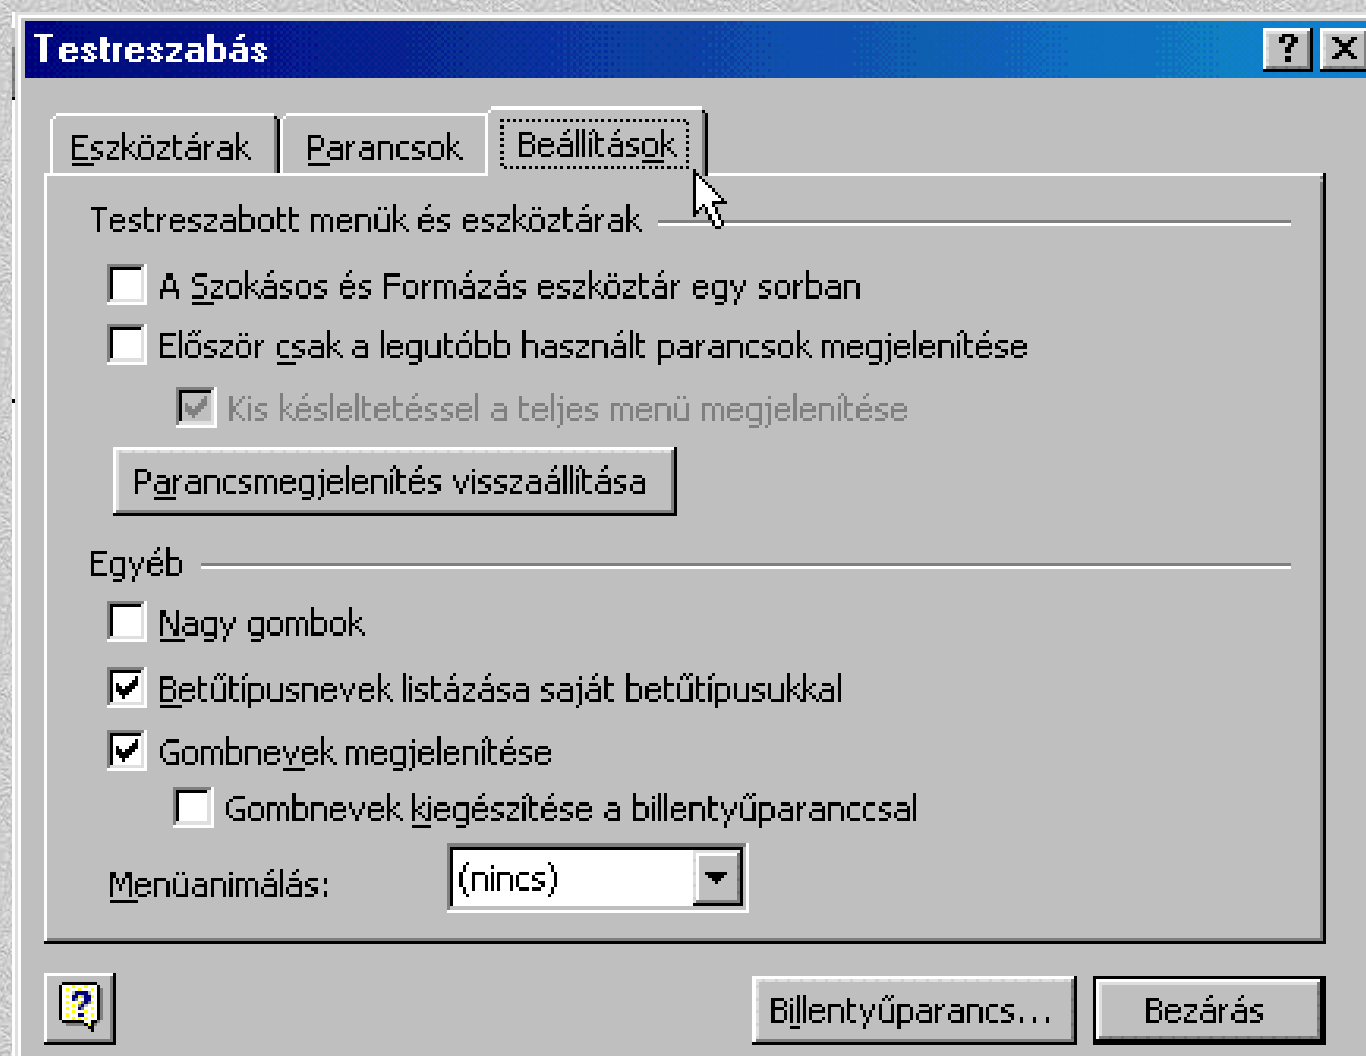 Testreszabás
Eszköztárak Parancsok Beállítások
Testreszabott menük és eszköztárak
A Szokásos és Formázás eszköztár egy sorban
Először csak a legutóbb használt parancsok megjelenítése
Kis késleltetéssel a teljes menü megjelenítése
Parancsmegjelenítés visszaállítása
Egyéb
Nagy gombok
Betűtípusnevek listázása saját betűtípusukkal
Gombnevek megjelenítése
Gombnevek kiegészítése a billentyűparanccsal
Menüanimálás: (nincs)
Billentyűparancs... Bezárás